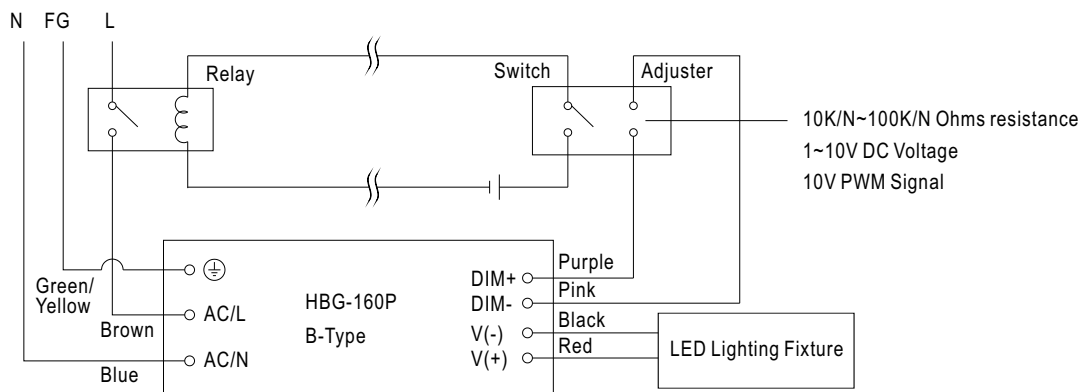 N FG L
Relay
Switch
Adjuster
10K/N~100K/N Ohms resistance
1~10V DC Voltage
10V PWM Signal
Green/
Yellow
Brown
Blue
AC/L
AC/N
HBG-160P
B-Type
DIM+
DIM-
V(-)
V(+)
Purple
Pink
Black
Red
LED Lighting Fixture